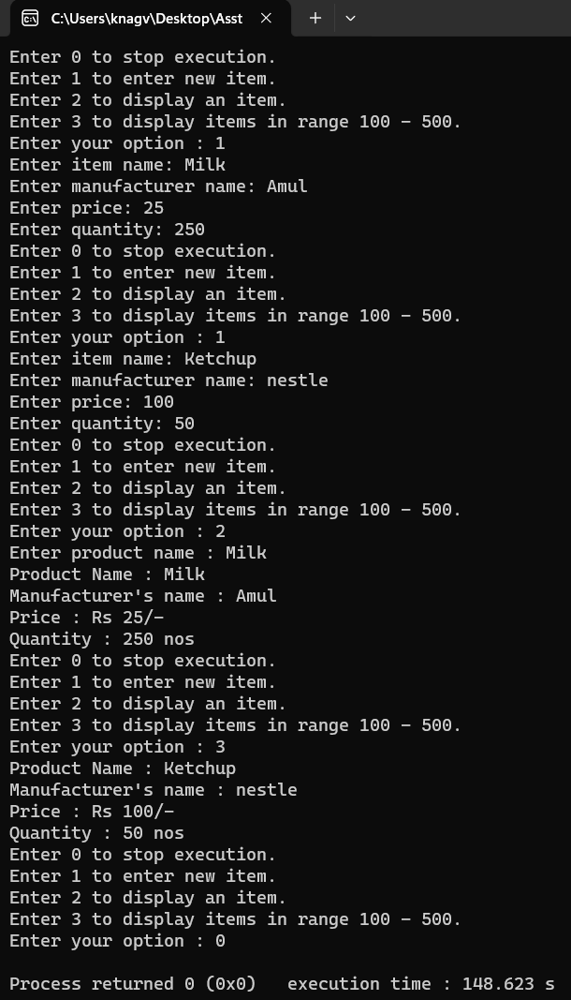 C:\Users\knagv\Desktop\Asst
Enter 0 to stop execution.
Enter 1 to enter new item.
Enter 2 to display an item.
Enter 3 to display items in range 100 - 500.
Enter your option : 1
Enter item name: Milk
Enter manufacturer name: Amul
Enter price: 25
Enter quantity: 250
Enter 0 to stop execution.
Enter 1 to enter new item.
Enter 2 to display an item.
Enter 3 to display items in range 100 - 500.
Enter your option : 1
Enter item name: Ketchup
Enter manufacturer name: nestle
Enter price: 100
Enter quantity: 50
Enter 0 to stop execution.
Enter 1 to enter new item.
Enter 2 to display an item.
Enter 3 to display items in range 100 - 500.
Enter your option : 2
Enter product name : Milk
Product Name : Milk
Manufacturer's name : Amul
Price : Rs 25/-
Quantity : 250 nos
Enter 0 to stop execution.
Enter 1 to enter new item.
Enter 2 to display an item.
Enter 3 to display items in range 100 - 500.
Enter your option : 3
Product Name : Ketchup
Manufacturer's name : nestle
Price : Rs 100/-
Quantity : 50 nos
Enter 0 to stop execution.
Enter 1 to enter new item.
Enter 2 to display an item.
Enter 3 to display items in range 100 - 500.
Enter your option : 0
Process returned 0 (0x0)   execution time : 148.623 s